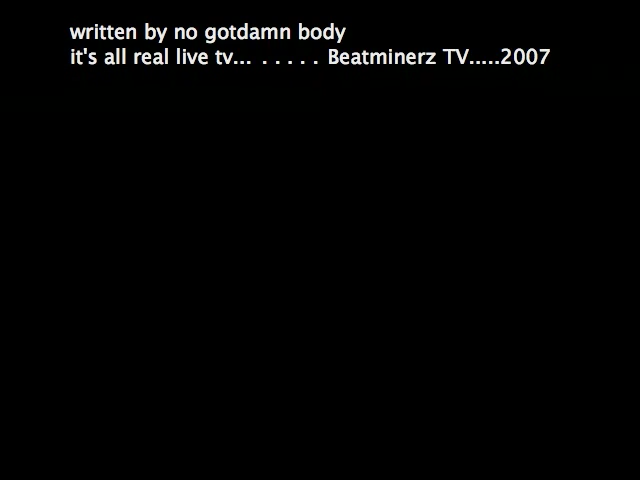 written by no gotdamn body
it's all real live tv... . . . . . Beatminerz TV.....2007